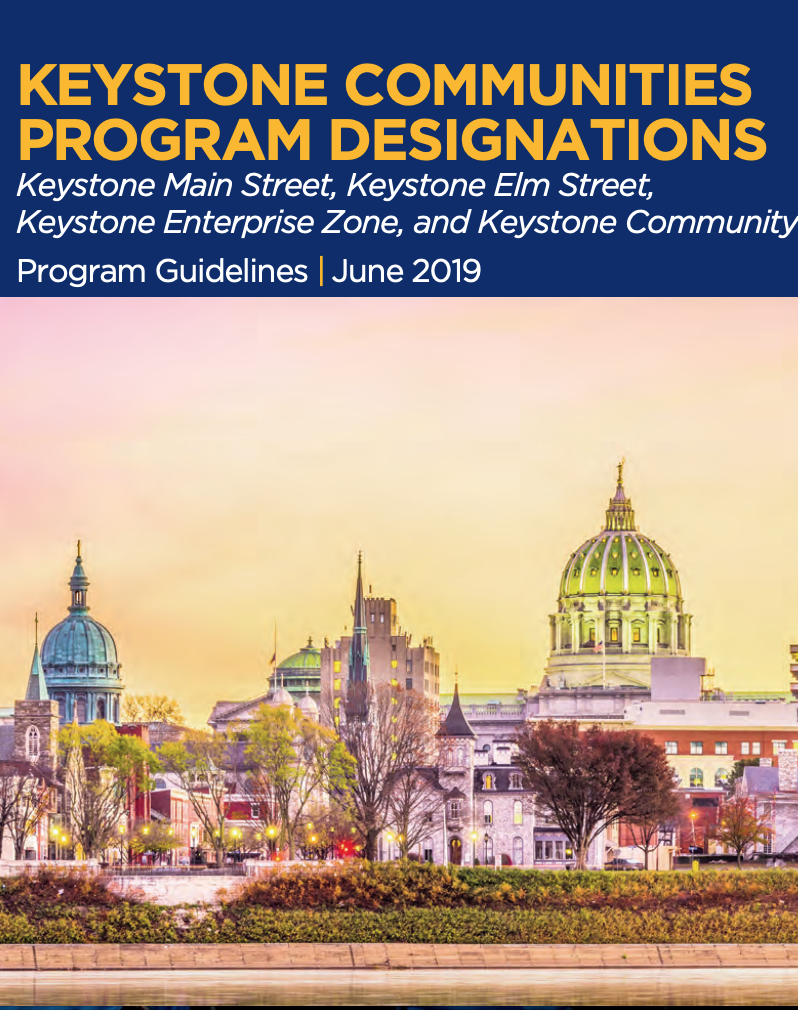 KEYSTONE COMMUNITIES
PROGRAM DESIGNATIONS
Keystone Main Street, Keystone Elm Street,
Keystone Enterprise Zone, and Keystone Community
Program Guidelines | June 2019